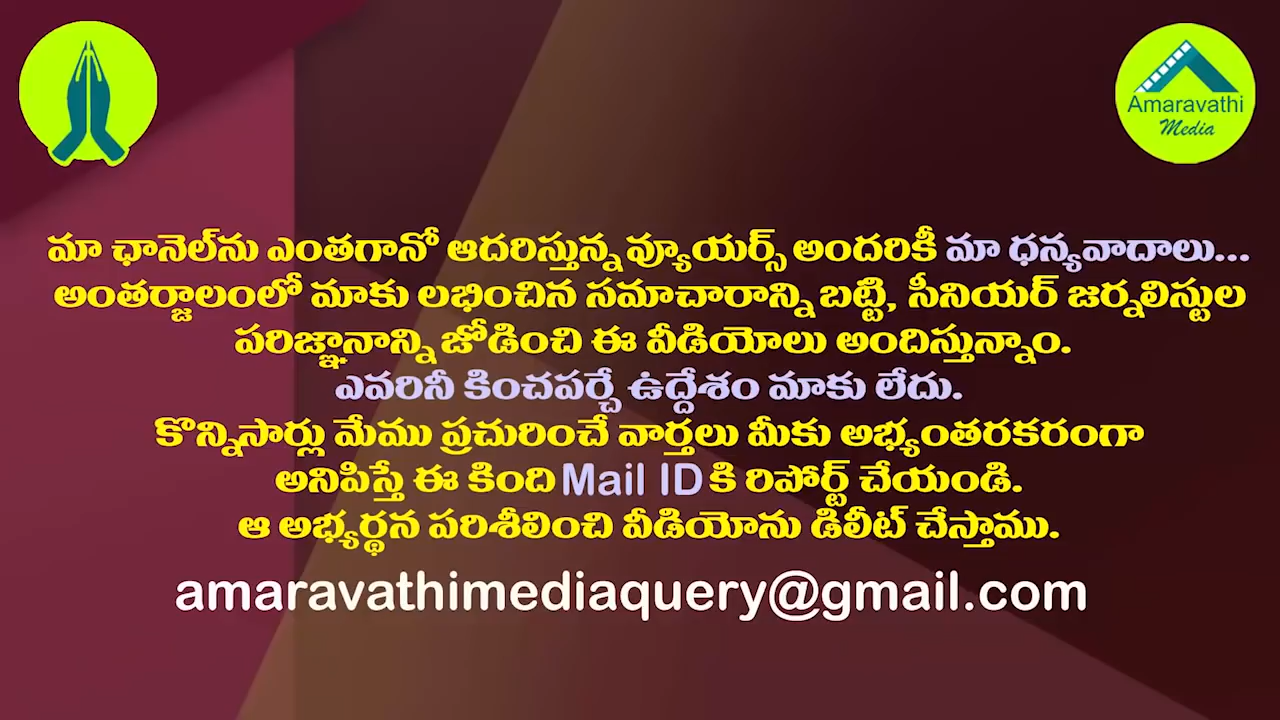 Amaravathi
Media
మా ఛానెల్‌ను ఎంతగానో ఆదరిస్తున్న వ్యూయర్స్ అందరికీ మా ధన్యవాదాలు...
అంతర్జాలంలో మాకు లభించిన సమాచారాన్ని బట్టి, సీనియర్ జర్నలిస్టుల
పరిజ్ఞానాన్ని జోడించి ఈ వీడియోలు అందిస్తున్నాం.
ఎవరినీ కించపర్చే ఉద్దేశం మాకు లేదు.
కొన్నిసార్లు మేము ప్రచురించే వార్తలు మీకు అభ్యంతరకరంగా
అనిపిస్తే ఈ కింది Mail ID కి రిపోర్ట్ చేయండి.
ఆ అభ్యర్థన పరిశీలించి వీడియోను డిలీట్ చేస్తాము.
amaravathimediaquery@gmail.com